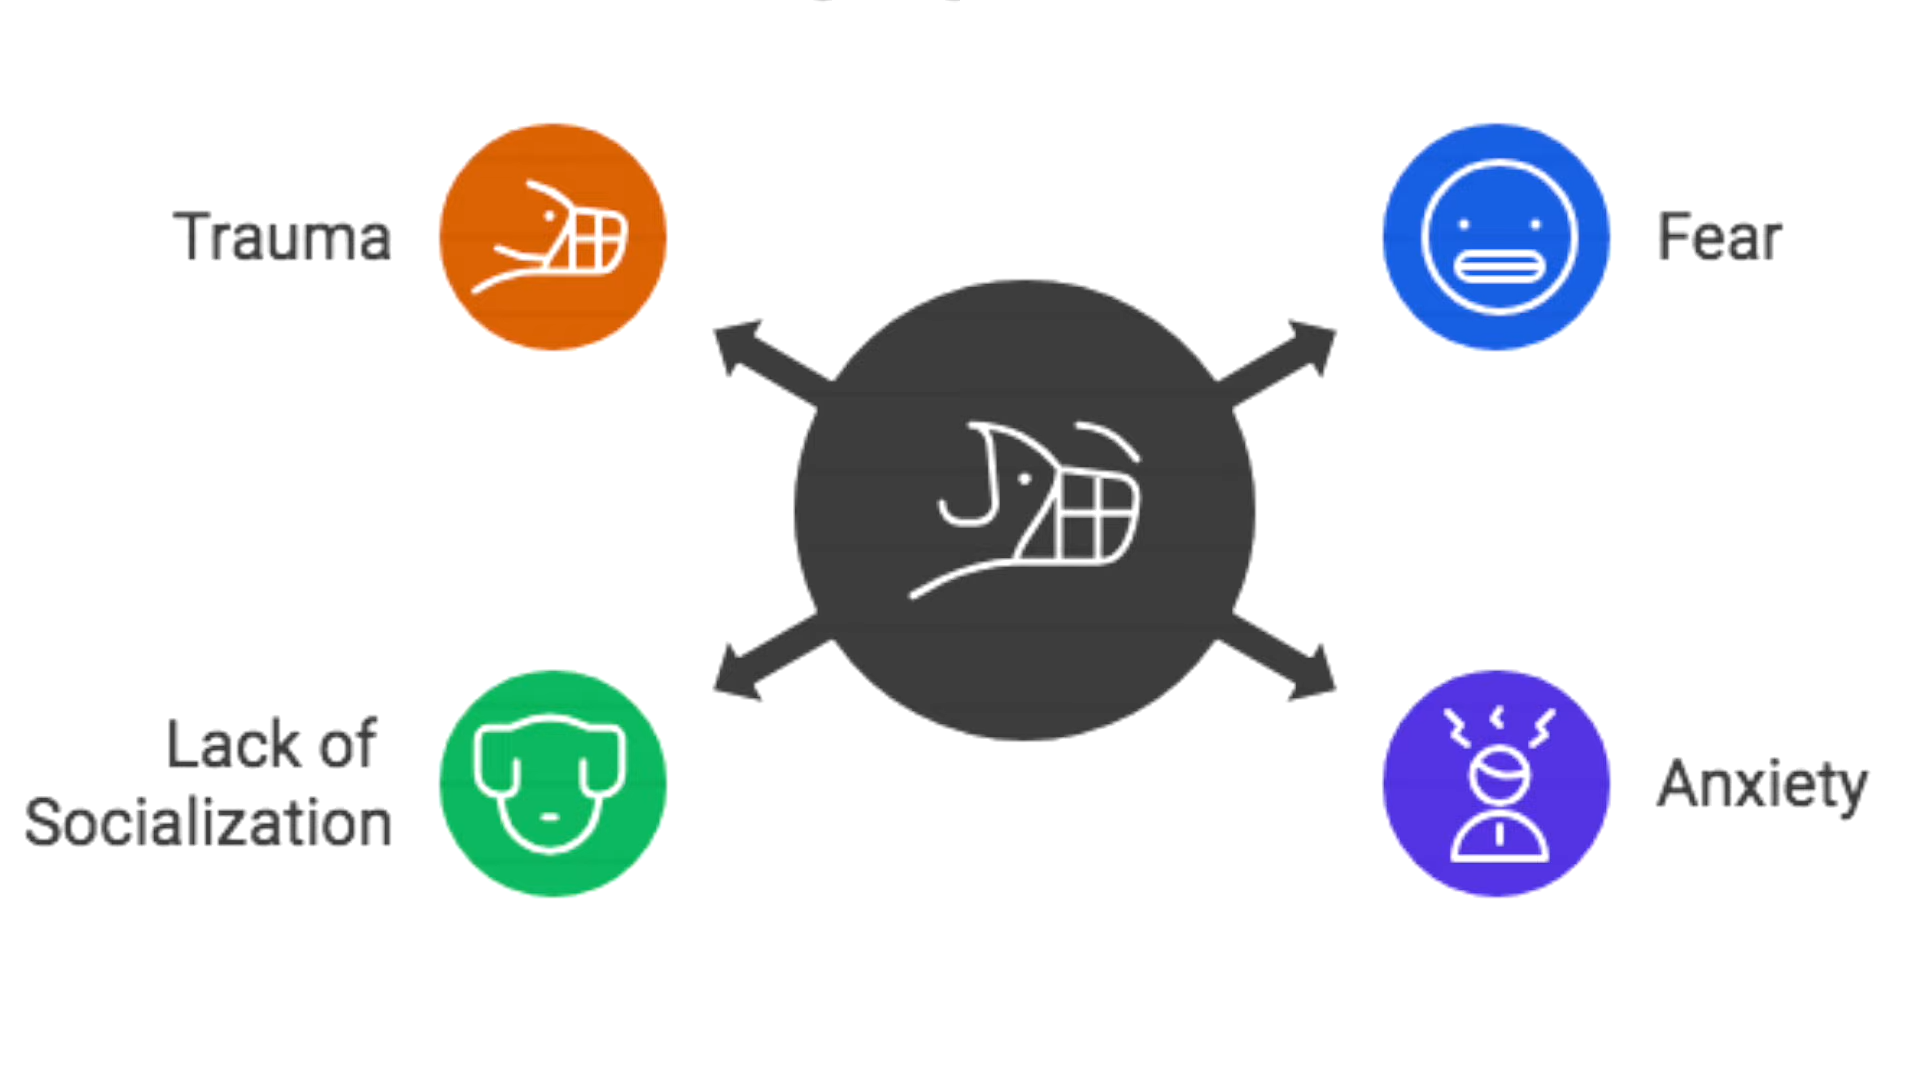 Trauma
Fear
Lack of
Socialization
Anxiety